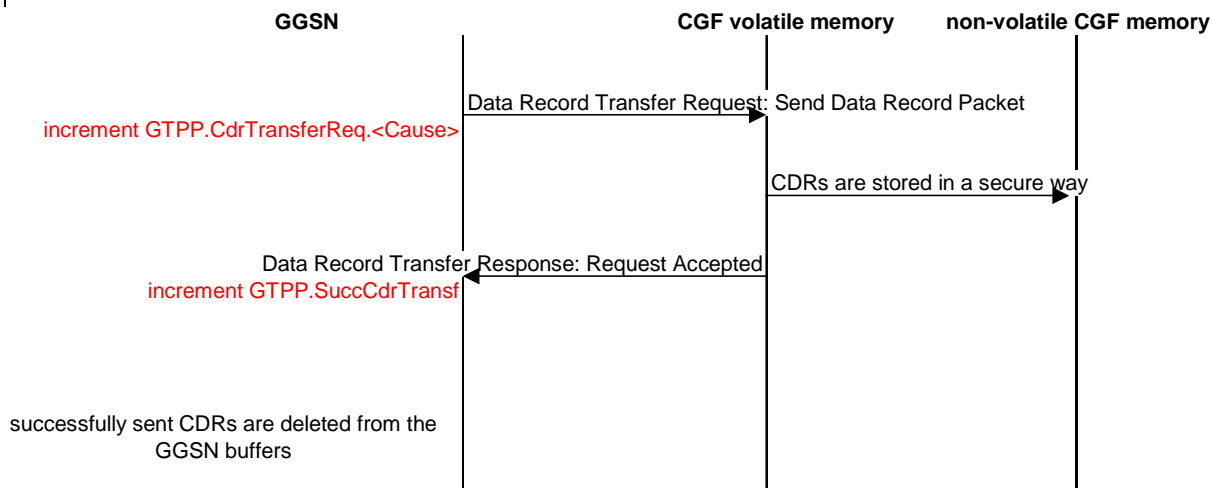 GGSN CGF volatile memory non-volatile CGF memory
Data Record Transfer Request: Send Data Record Packet
increment GTPP.CdrTransferReq.<Cause>
CDRs are stored in a secure way
Data Record Transfer Response: Request Accepted
increment GTPP.SuccCdrTransf
successfully sent CDRs are deleted from the
GGSN buffers